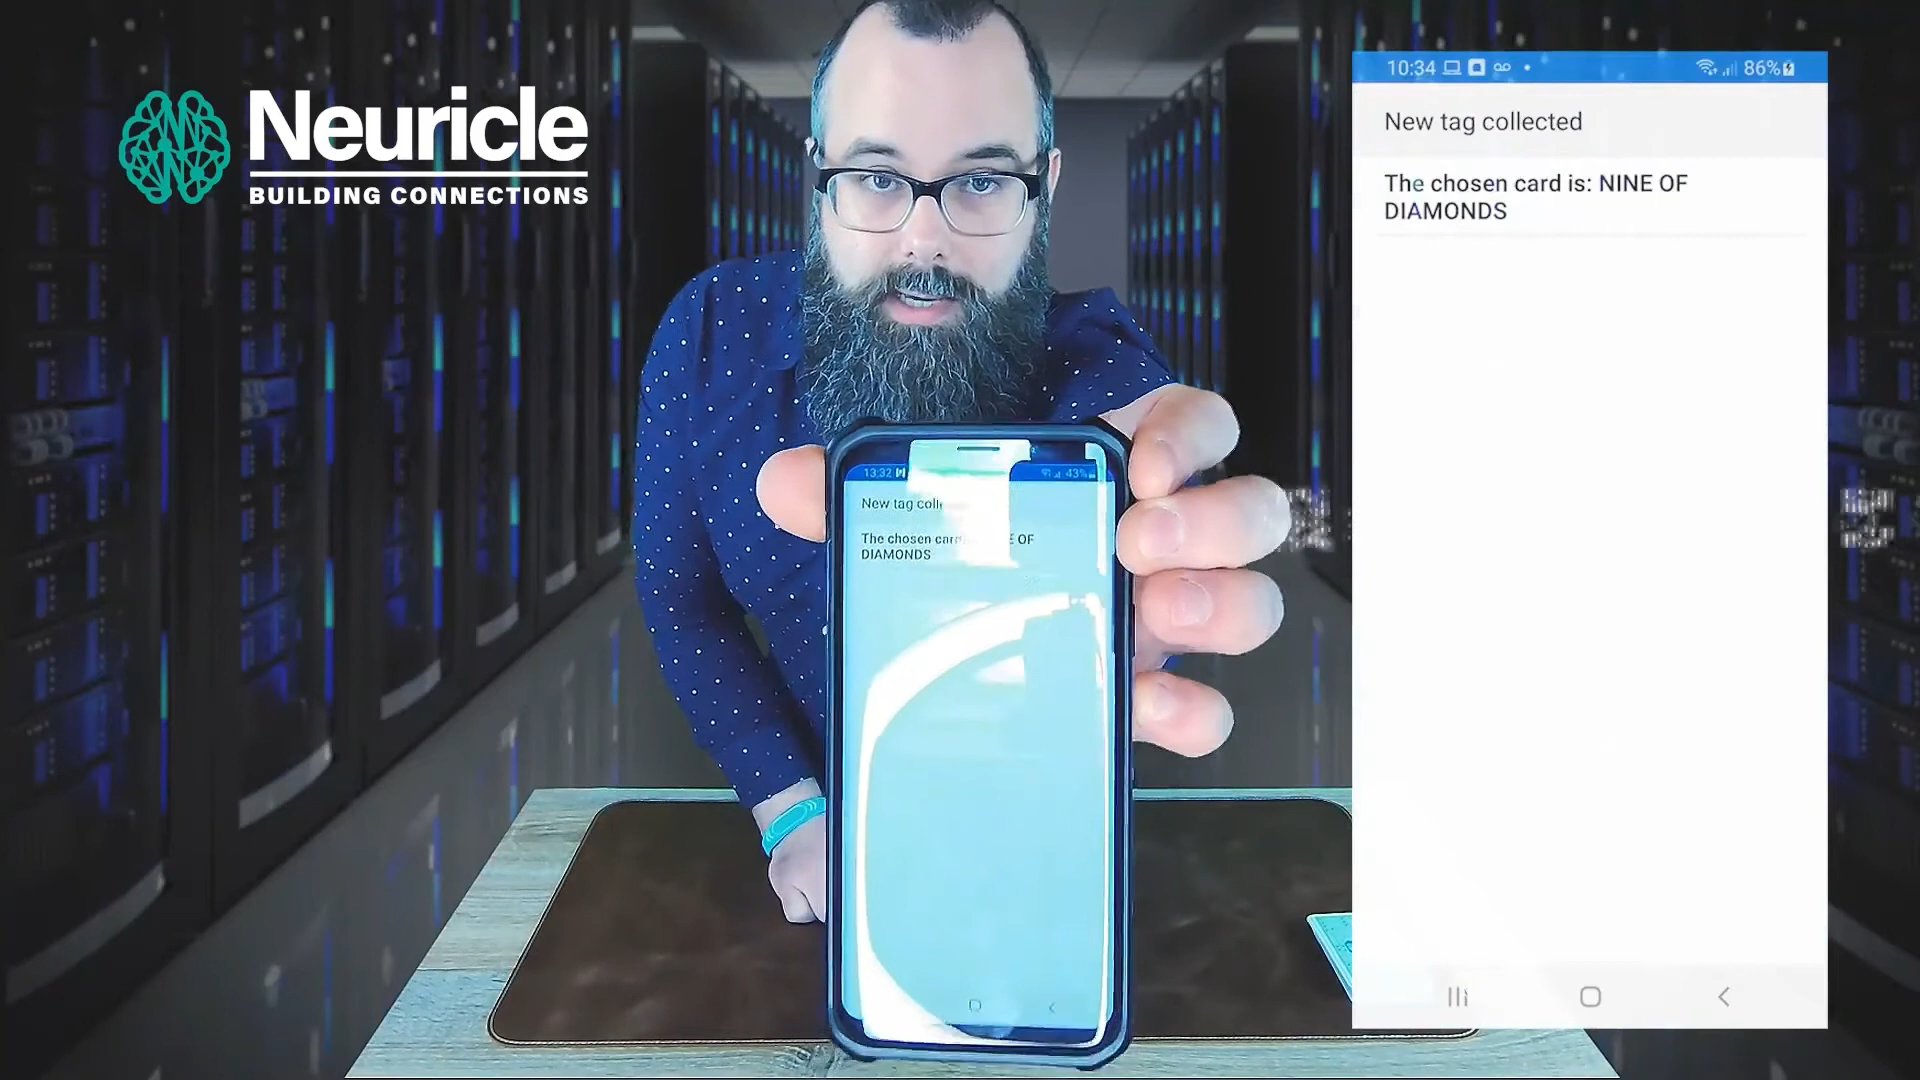 Neuricle
BUILDING CONNECTIONS
10:34
86%
New tag collected
The chosen card is: NINE OF
DIAMONDS
13:32
43%
New tag coll
The chosen card OF
DIAMONDS